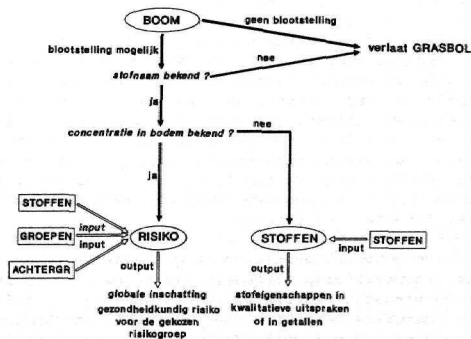 BOOM
geen blootstelling
blootstelling mogelijk
verlaat GRASBOL
nee
stofnaam bekend ?
ja
concentratie in bodem bekend ?
nee
ja
STOFFEN
input
GROEPEN
input
RISIKO
STOFFEN
STOFFEN
input
ACHTERGR
output
output
globale inschatting
gezondheidkundig risiko
voor de gekozen
risikogroep
stofeigenschappen in
kwalitatieve uitspraken
of in getallen